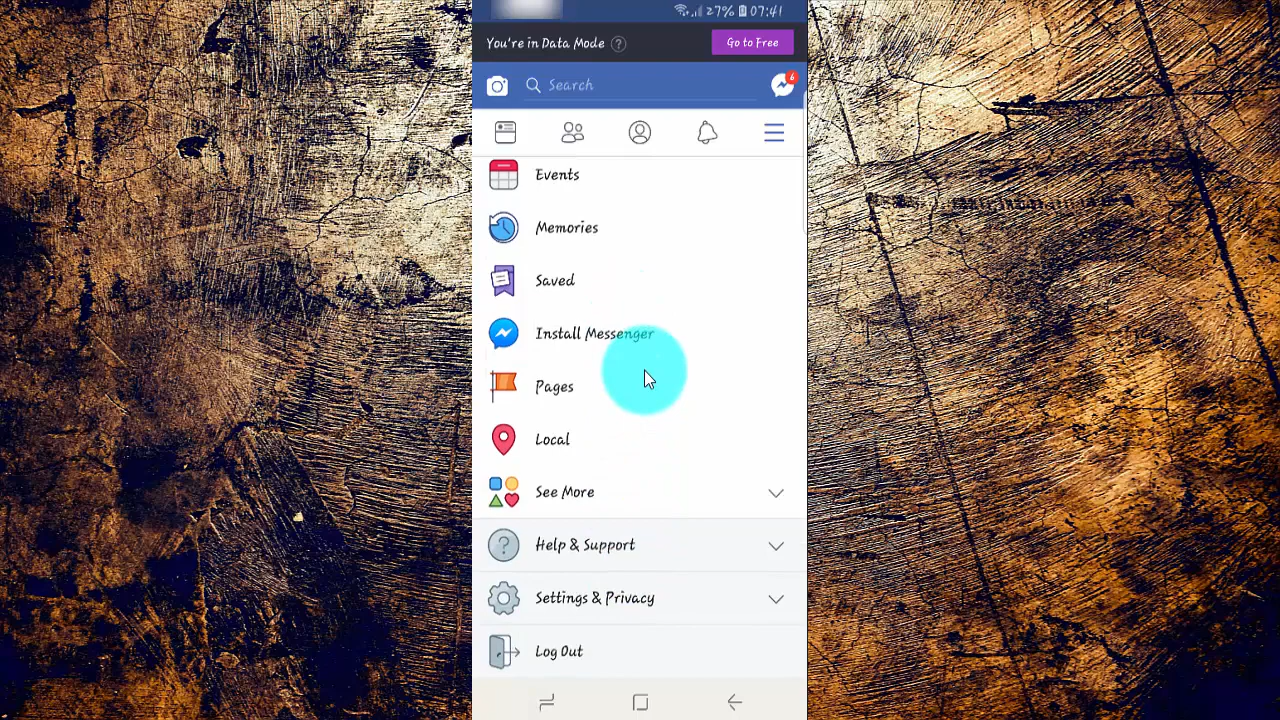 27% 07:41
You're in Data Mode ? Go to Free
Search 6
Events
Memories
Saved
Install Messenger
Pages
Local
See More
? Help & Support
Settings & Privacy
Log Out